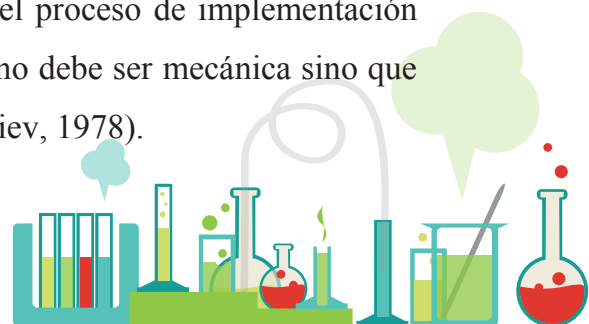 el proceso de implementación
no debe ser mecánica sino que
iev, 1978).